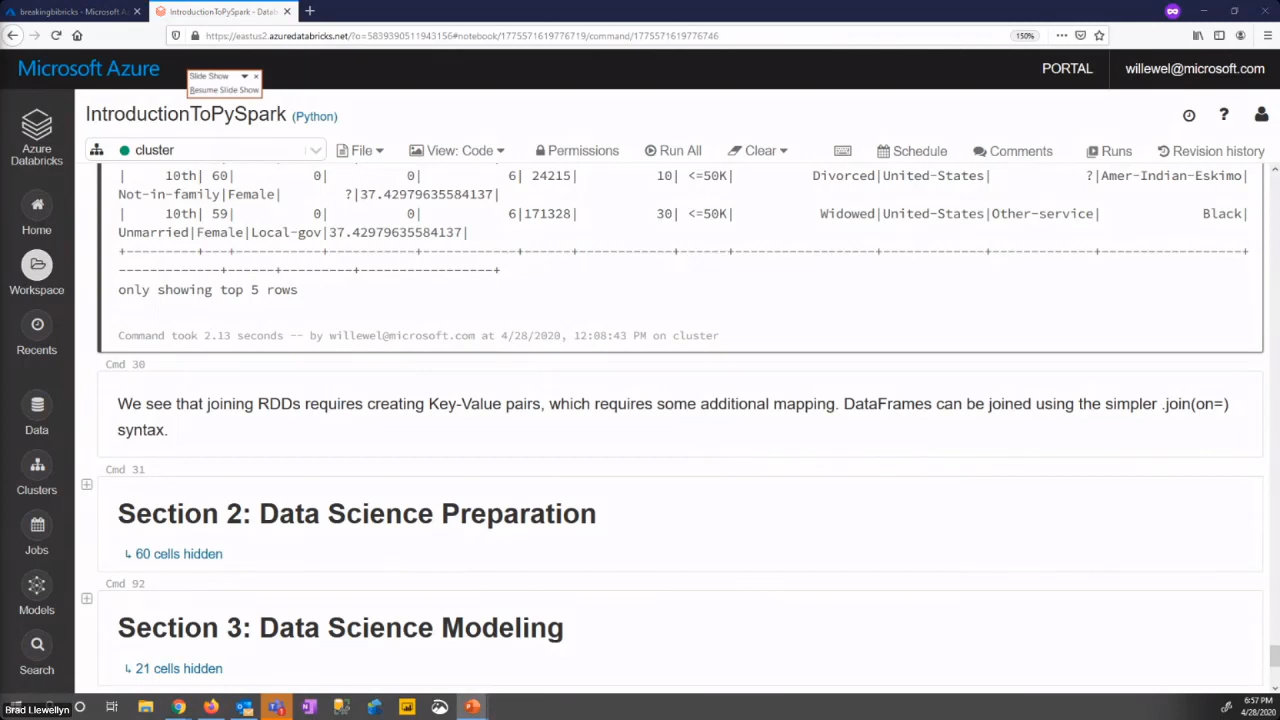 breakingbibricks - Microsoft Az
IntroductionToPySpark - Datab
https://eastus2.azuredatabricks.net/?o=5839390511943156#notebook/1775571619776719/command/1775571619776746
150%
Microsoft Azure
Slide Show
Resume Slide Show
PORTAL
willewel@microsoft.com
IntroductionToPySpark (Python)
cluster
File
View: Code
Permissions
Run All
Clear
Schedule
Comments
Runs
Revision history
Azure
Databricks
Home
Workspace
Recents
Data
Clusters
Jobs
Models
Search
| 10th| 60| 0| 0| 6| 24215| 10| <=50K| Divorced|United-States| ?|Amer-Indian-Eskimo|
Not-in-family|Female| ?|37.42979635584137|
| 10th| 59| 0| 0| 6|171328| 30| <=50K| Widowed|United-States|Other-service| Black|
Unmarried|Female|Local-gov|37.42979635584137|
+---------+---+------------+------------+-------------+------+--------------+------+------------------+-------------+-------------+------------------+
-------------+------+---------+-----------------+
only showing top 5 rows
Command took 2.13 seconds -- by willewel@microsoft.com at 4/28/2020, 12:08:43 PM on cluster
Cmd 30
We see that joining RDDs requires creating Key-Value pairs, which requires some additional mapping. DataFrames can be joined using the simpler .join(on=)
syntax.
Cmd 31
Section 2: Data Science Preparation
60 cells hidden
Cmd 92
Section 3: Data Science Modeling
21 cells hidden
Brad Llewellyn
6:57 PM
4/28/2020